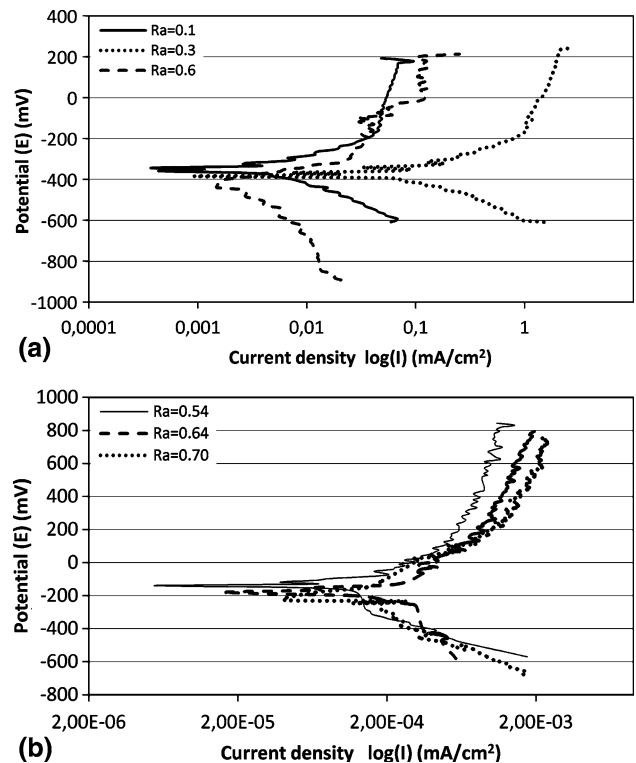 400
200
0
-200
-400
-600
-800
-1000
Potential (E) (mV)
Ra=0.1
Ra=0.3
Ra=0.6
0,0001
0,001
0,01
0,1
1
Current density log(I) (mA/cm²)
(a)
1000
800
600
400
200
0
-200
-400
-600
-800
Potential (E) (mV)
Ra=0.54
Ra=0.64
Ra=0.70
2,00E-06
2,00E-05
2,00E-04
2,00E-03
Current density log(I) (mA/cm²)
(b)